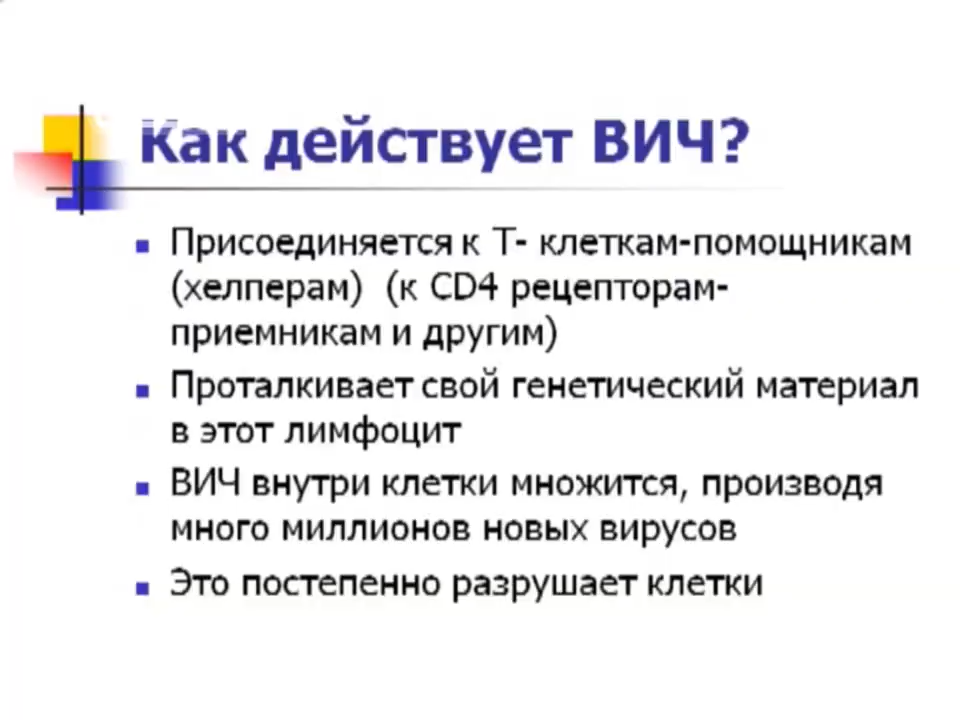 Как действует ВИЧ?
Присоединяется к Т- клеткам-помощникам
(хелперам) (к CD4 рецепторам-
приемникам и другим)
Проталкивает свой генетический материал
в этот лимфоцит
ВИЧ внутри клетки множится, производя
много миллионов новых вирусов
Это постепенно разрушает клетки